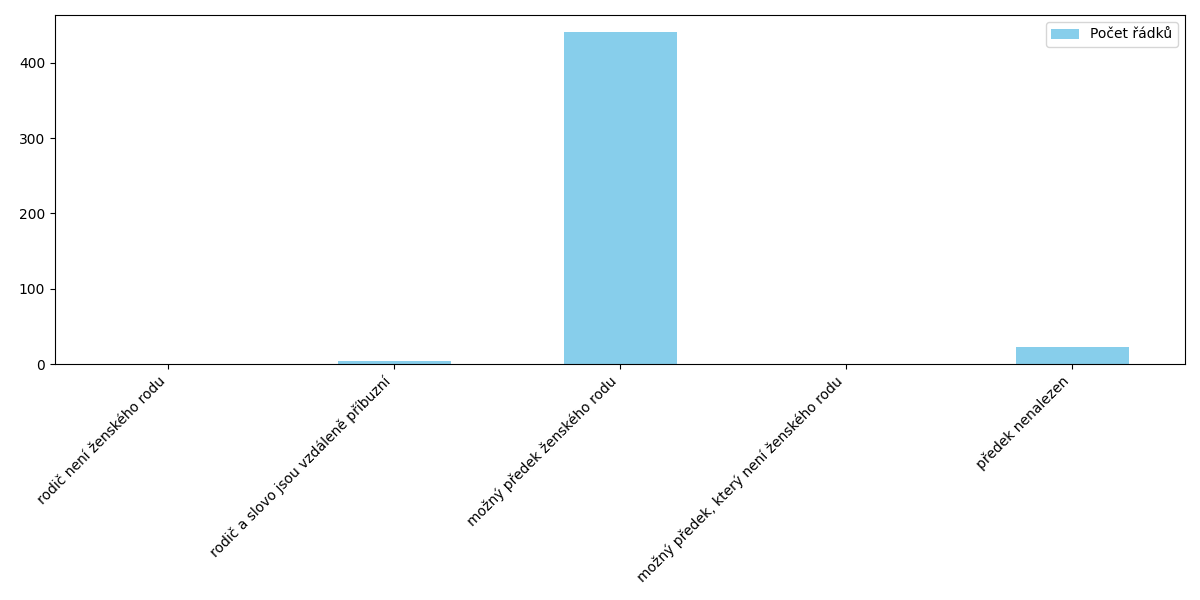 Počet řádků
400
300
200
100
0
rodič není ženského rodu
rodič a slovo jsou vzdáleně příbuzní
možný předek ženského rodu
možný předek, který není ženského rodu
předek nenalezen